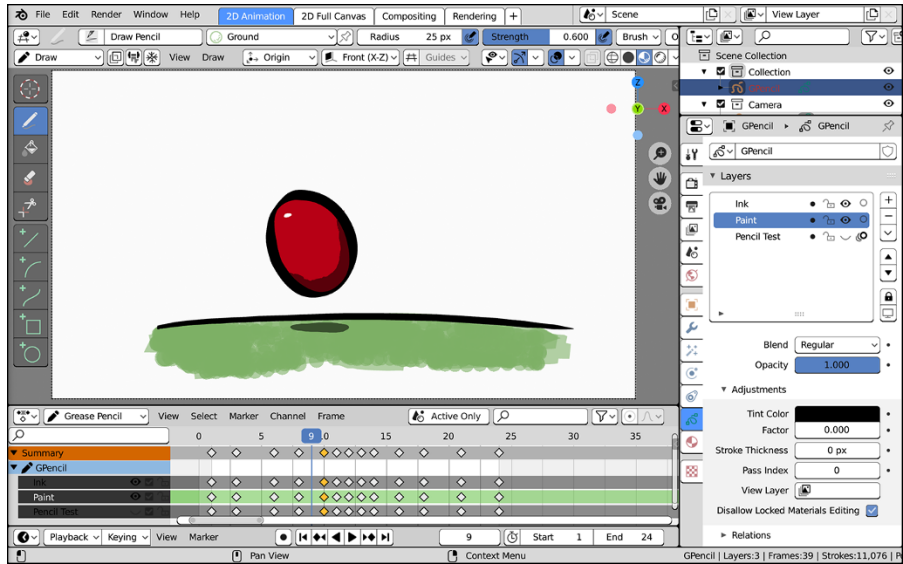 File Edit Render Window Help 2D Animation 2D Full Canvas Compositing Rendering + Scene View Layer
Draw Pencil Ground Radius 25 px Strength 0.600 Brush
Draw View Draw Origin Front (X-Z) Guides
Z
Y X
Scene Collection
Collection
Camera
GPencil GPencil
GPencil
Layers
Ink
Paint
Pencil Test
Blend Regular
Opacity 1.000
Adjustments
Tint Color
Factor 0.000
Stroke Thickness 0 px
Pass Index 0
View Layer
Disallow Locked Materials Editing
Relations
Grease Pencil View Select Marker Channel Frame Active Only
0 5 9 .0 15 20 25 30 35
Summary
GPencil
Ink
Paint
Pencil Test
Playback Keying View Marker 9 Start 1 End 24
Pan View Context Menu GPencil | Layers:3 | Frames:39 | Strokes:11,076 |